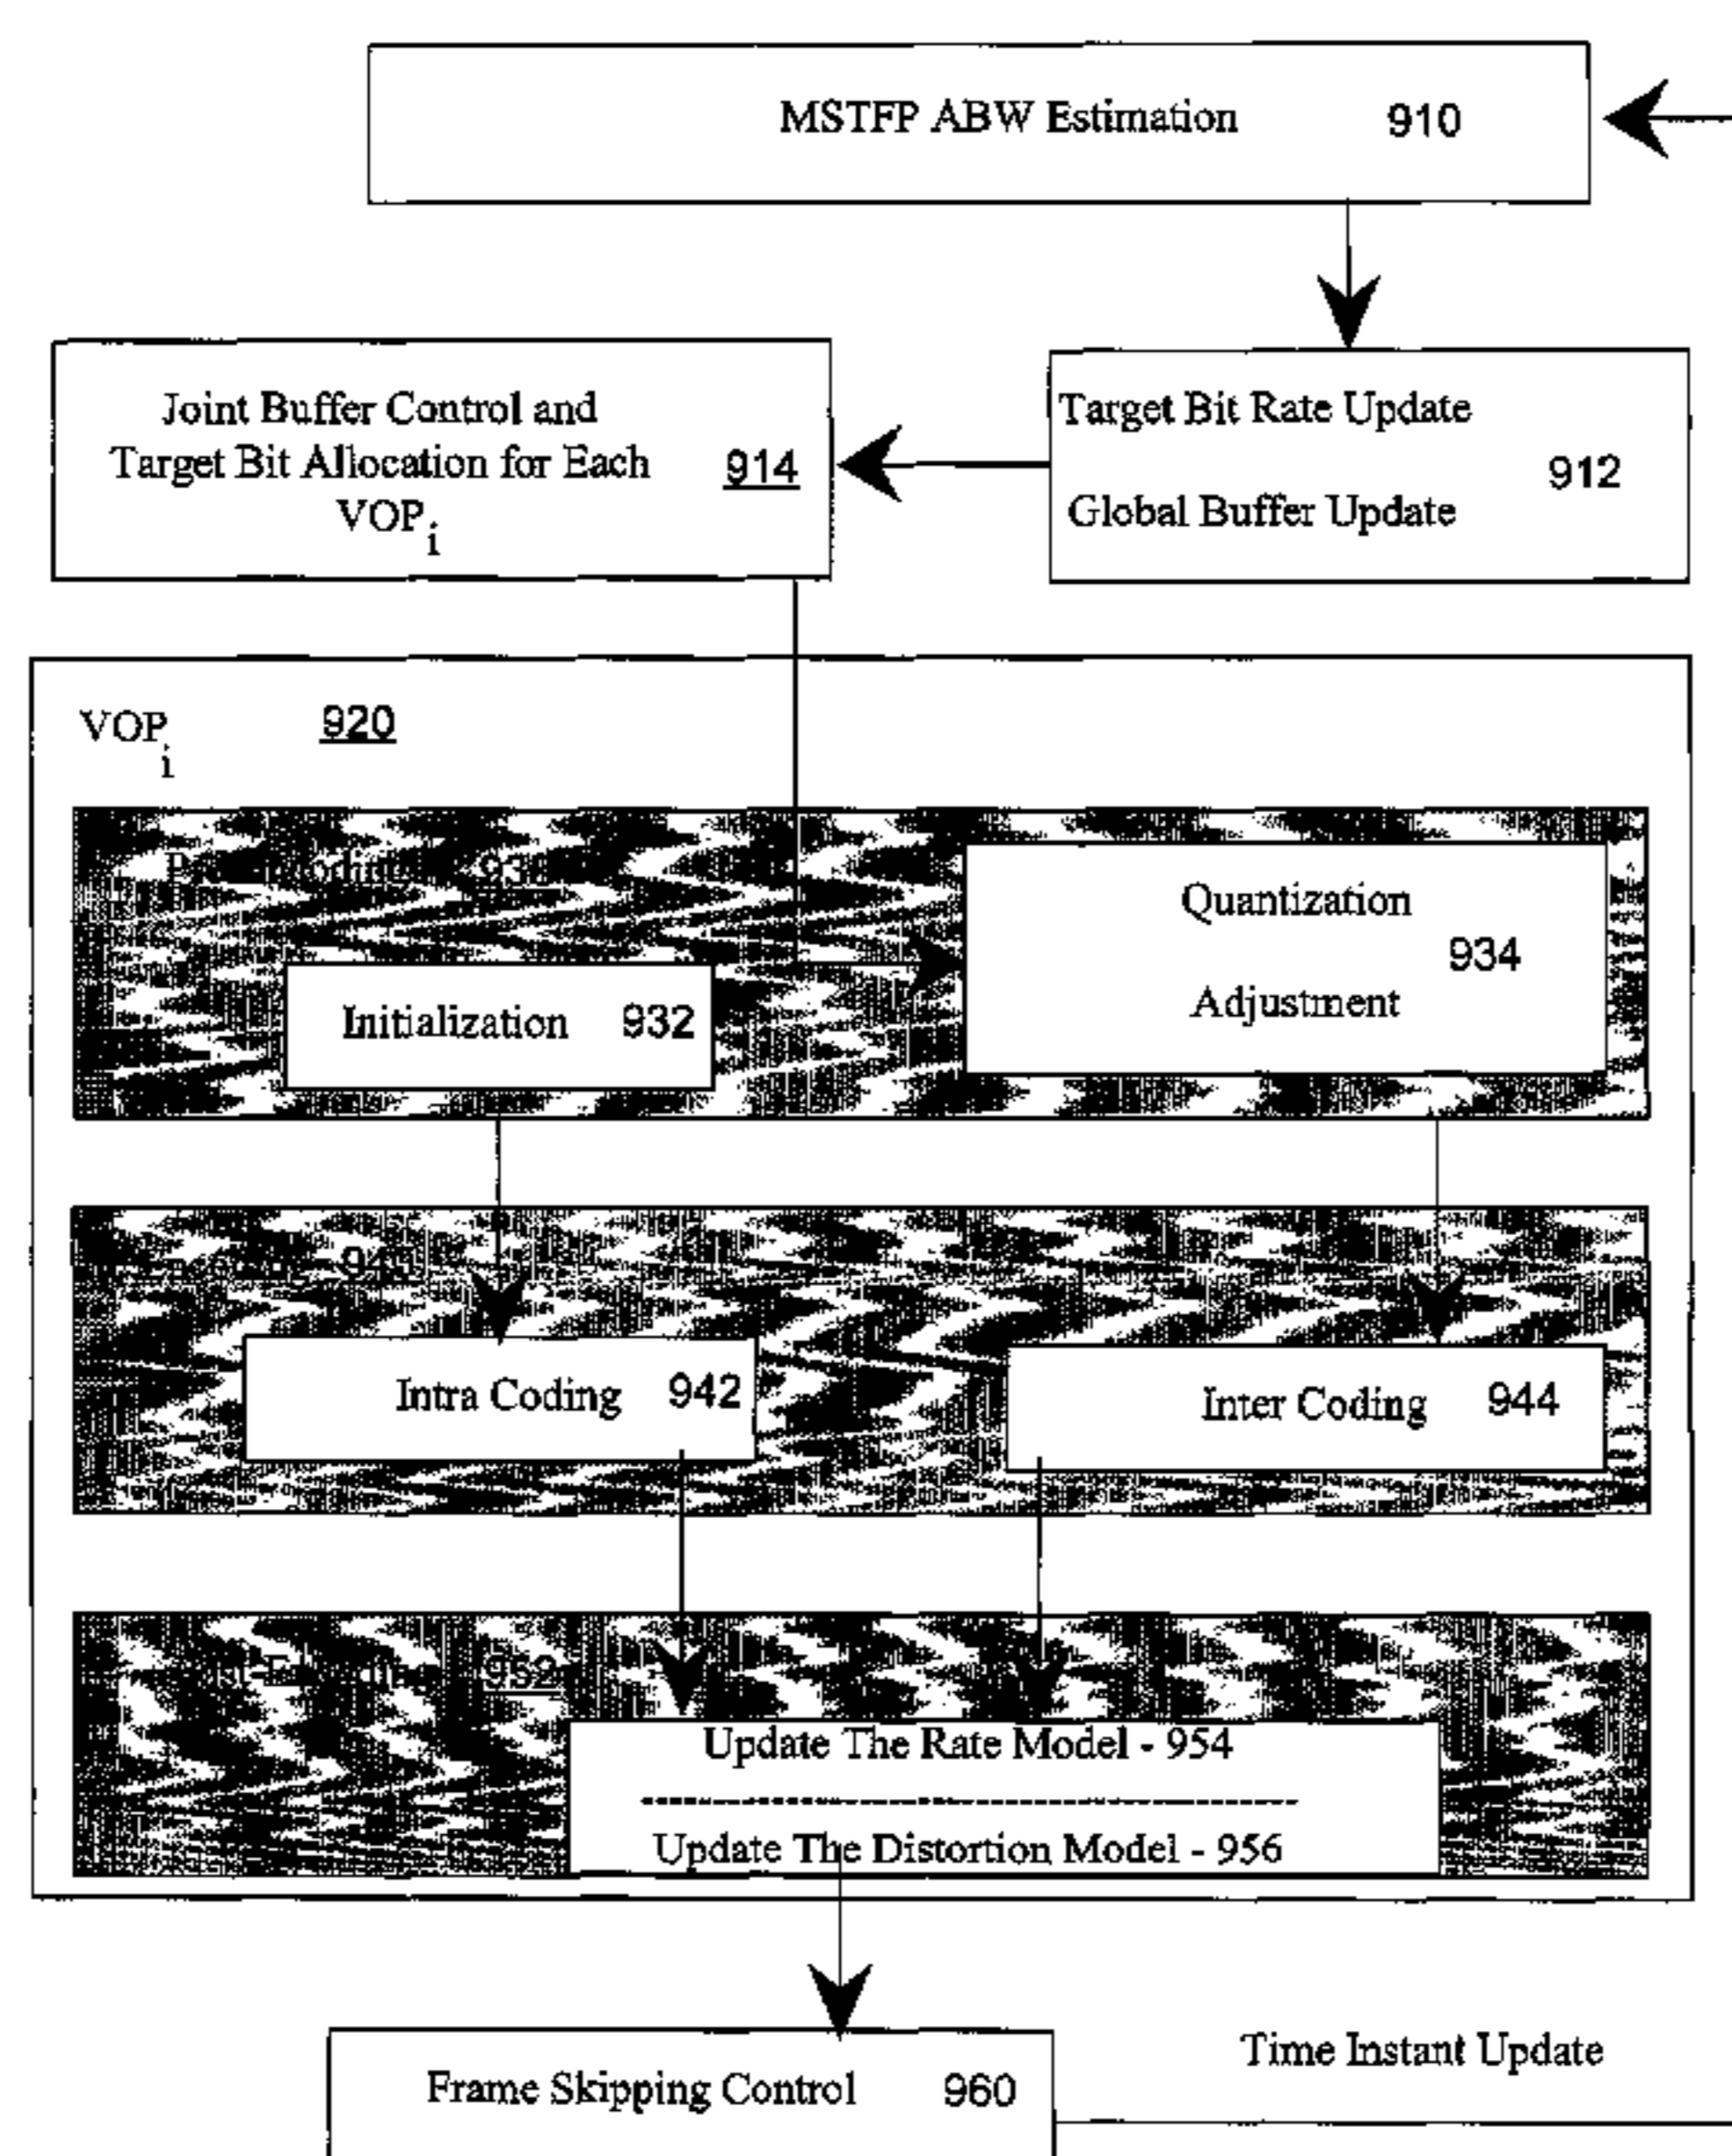 MSTFP ABW Estimation 910
Joint Buffer Control and
Target Bit Allocation for Each 914
VOP i
Target Bit Rate Update
912
Global Buffer Update
VOP i 920
Quantization
934
Adjustment
Initialization 932
Intra Coding 942
Inter Coding 944
952
Update The Rate Model - 954
Update The Distortion Model - 956
Frame Skipping Control 960
Time Instant Update